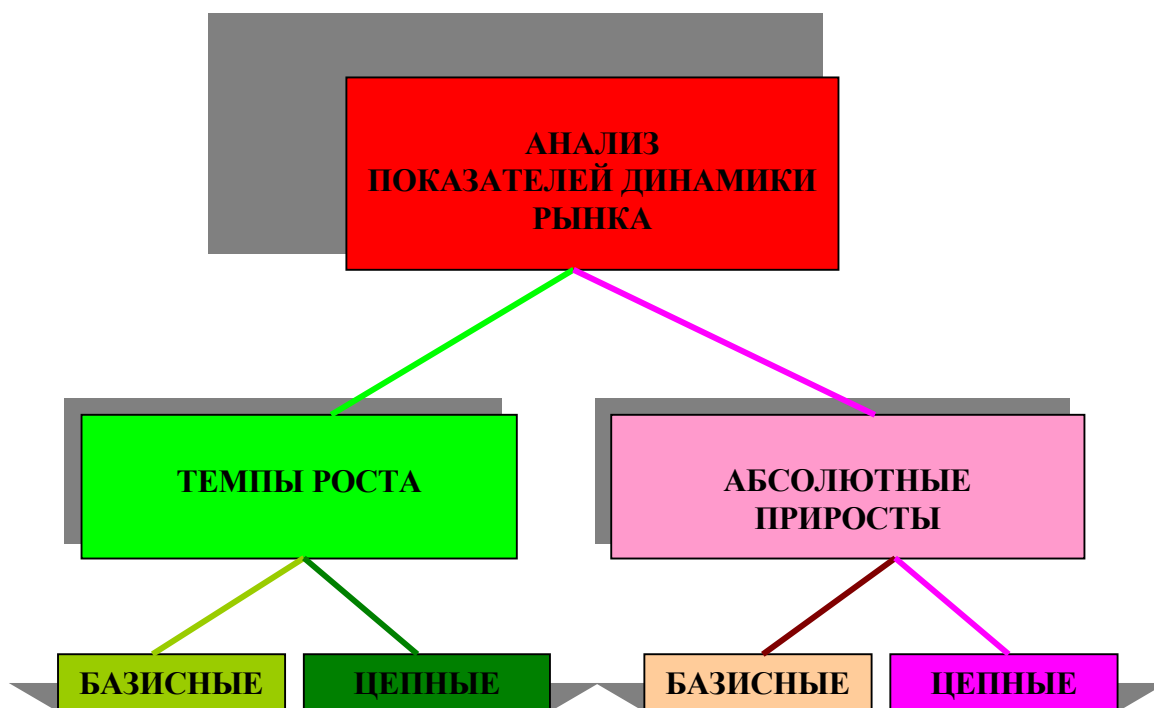 АНАЛИЗ
ПОКАЗАТЕЛЕЙ ДИНАМИКИ
РЫНКА
ТЕМПЫ РОСТА
АБСОЛЮТНЫЕ
ПРИРОСТЫ
БАЗИСНЫЕ
ЦЕПНЫЕ
БАЗИСНЫЕ
ЦЕПНЫЕ